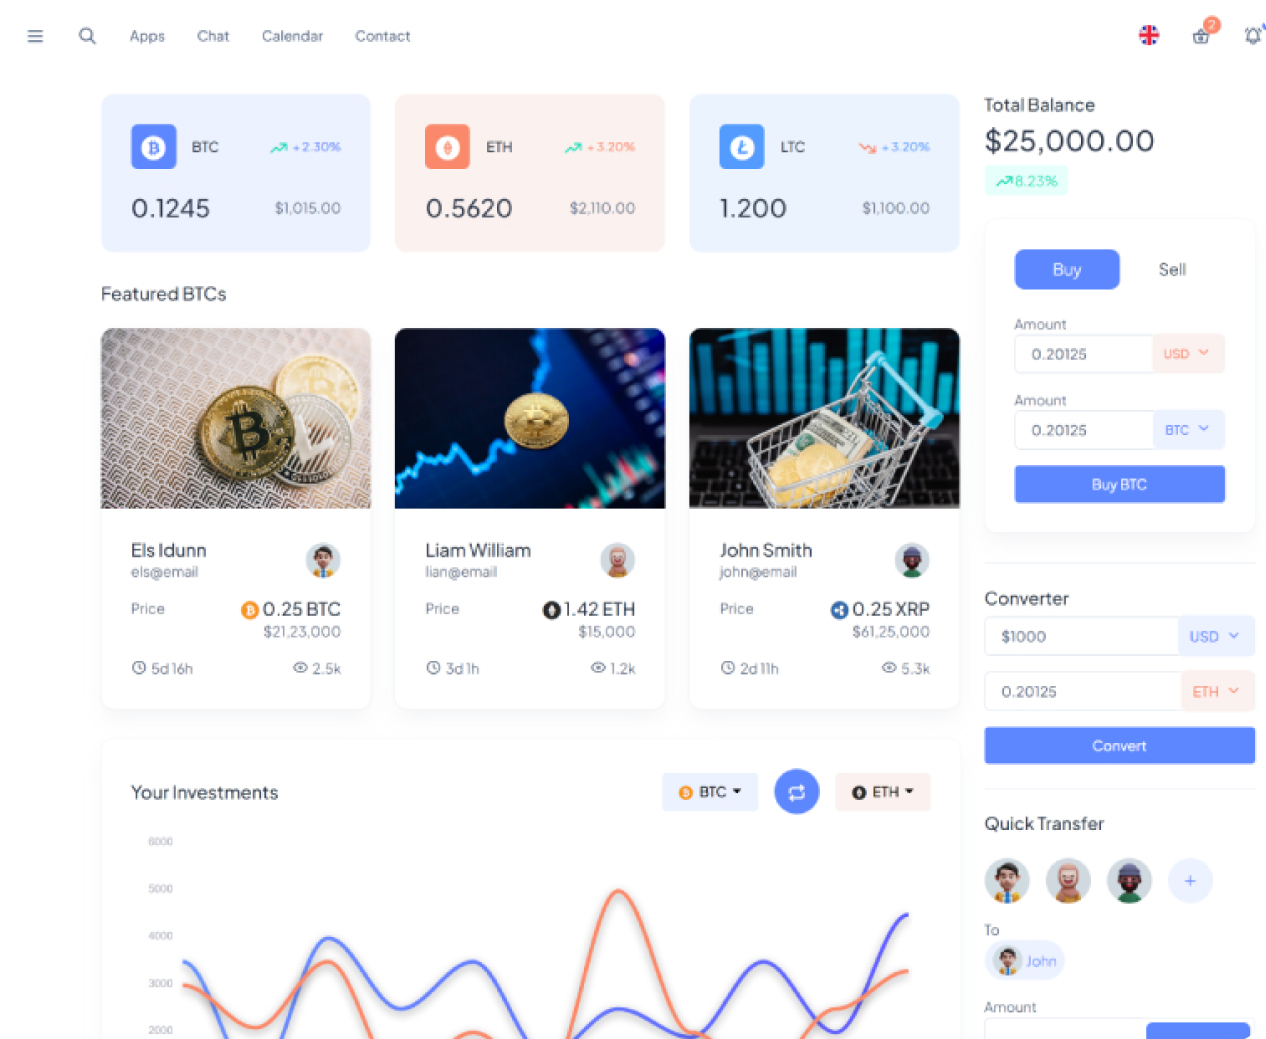 Apps Chat Calendar Contact 2
BTC +2.30%
0.1245 $1,015.00
ETH +3.20%
0.5620 $2,110.00
LTC +3.20%
1.200 $1,100.00
Total Balance
$25,000.00
8.23%
Buy Sell
Amount
0.20125 USD
Amount
0.20125 BTC
Buy BTC
Featured BTCs
Els Idunn
els@email
Price 0.25 BTC
$21,23,000
5d 16h 2.5k
Liam William
lian@email
Price 1.42 ETH
$15,000
3d 1h 1.2k
John Smith
john@email
Price 0.25 XRP
$61,25,000
2d 11h 5.3k
Converter
$1000 USD
0.20125 ETH
Convert
Your Investments BTC ETH
6000
5000
4000
3000
2000
Quick Transfer
+
To
John
Amount